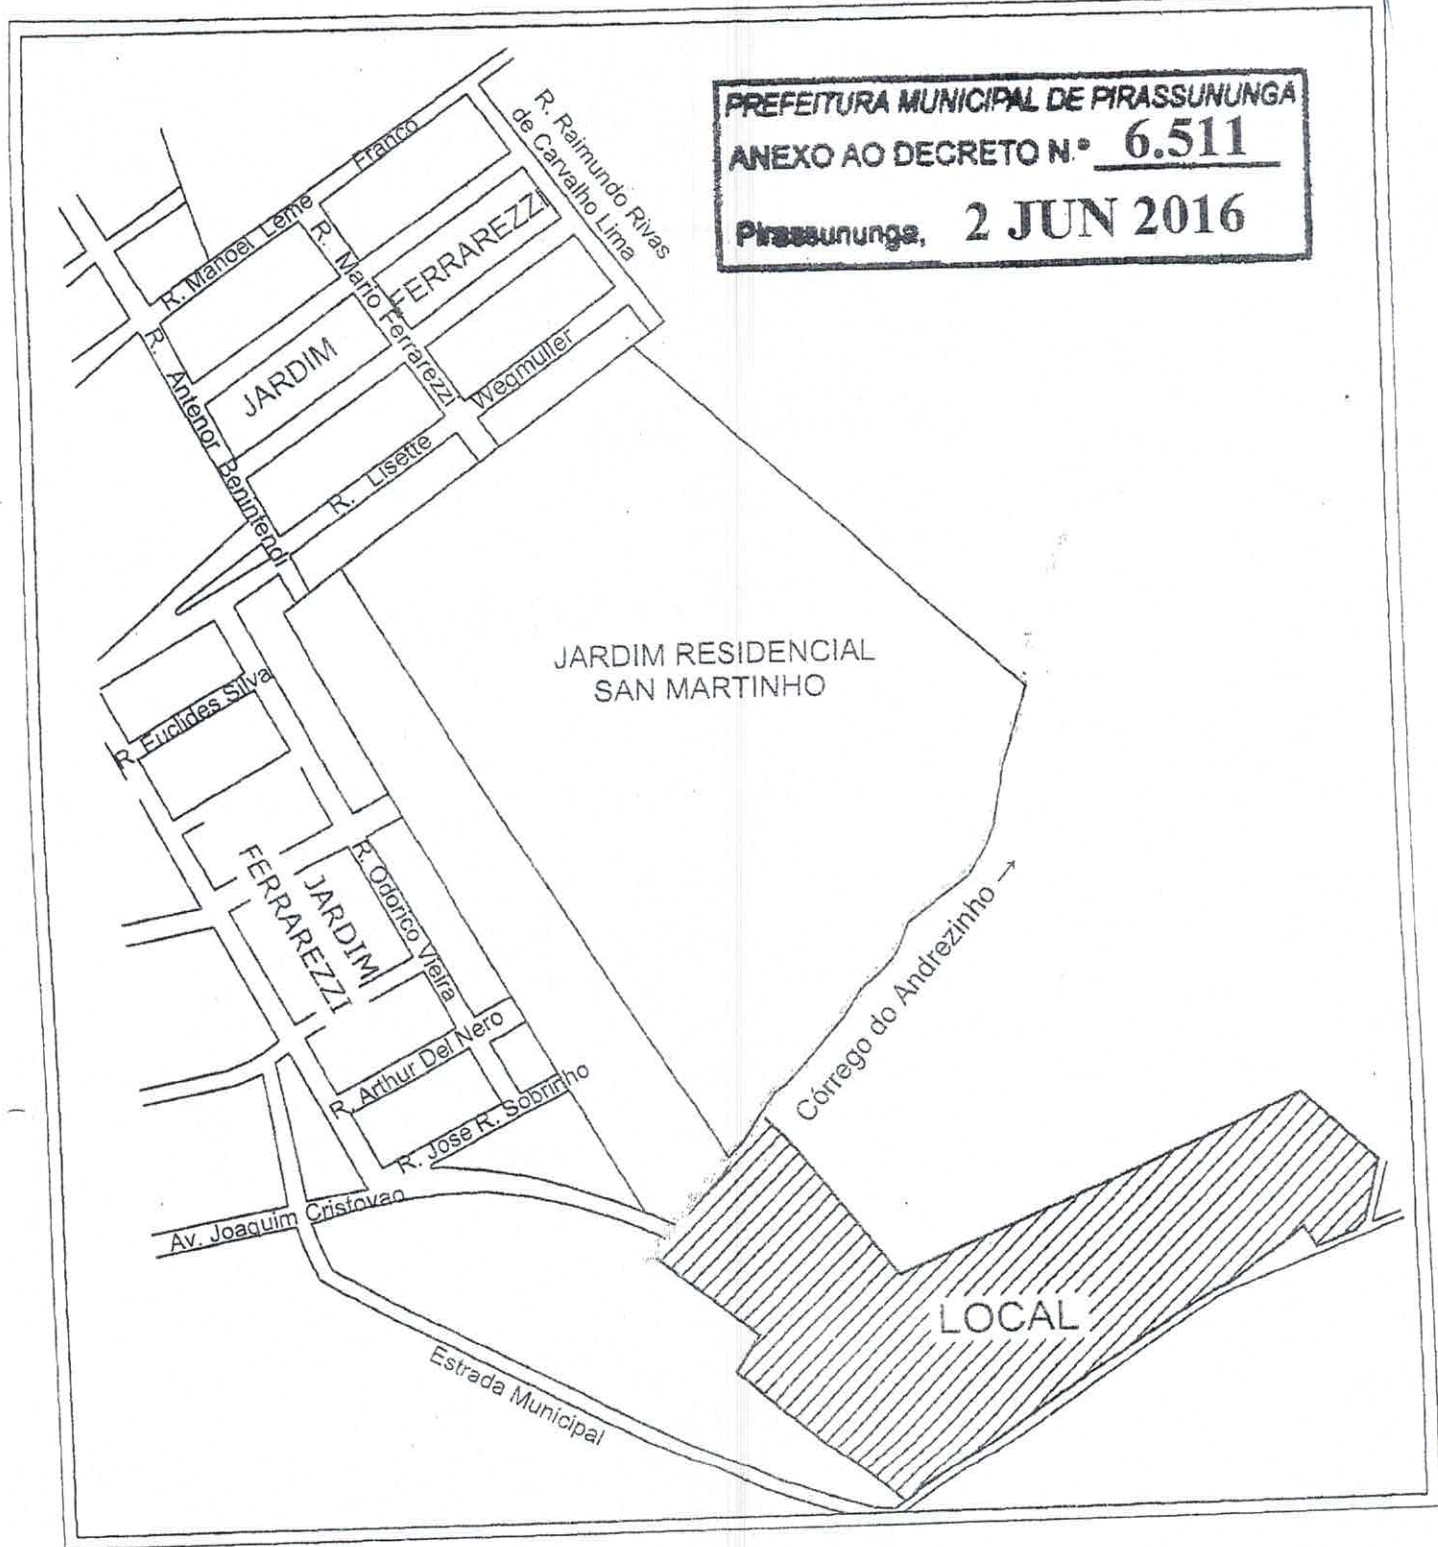 PREFEITURA MUNICIPAL DE PIRASSUNUNGA
ANEXO AO DECRETO N.º 6.511
Pirassununga, 2 JUN 2016
R. Raimundo Rivas
de Carvalho Lima
R. Manoel Leme Franco
R. Mario Ferrarezzi
JARDIM FERRAREZZI
R. Antenor Benintendi
R. Lisette Wegmuller
JARDIM RESIDENCIAL
SAN MARTINHO
R. Euclides Silva
JARDIM
FERRAREZZI
R. Odorico Vieira
R. Arthur Del Nero
R. Jose R. Sobrinho
Av. Joaquim Cristovao
Córrego do Andrezinho →
LOCAL
Estrada Municipal